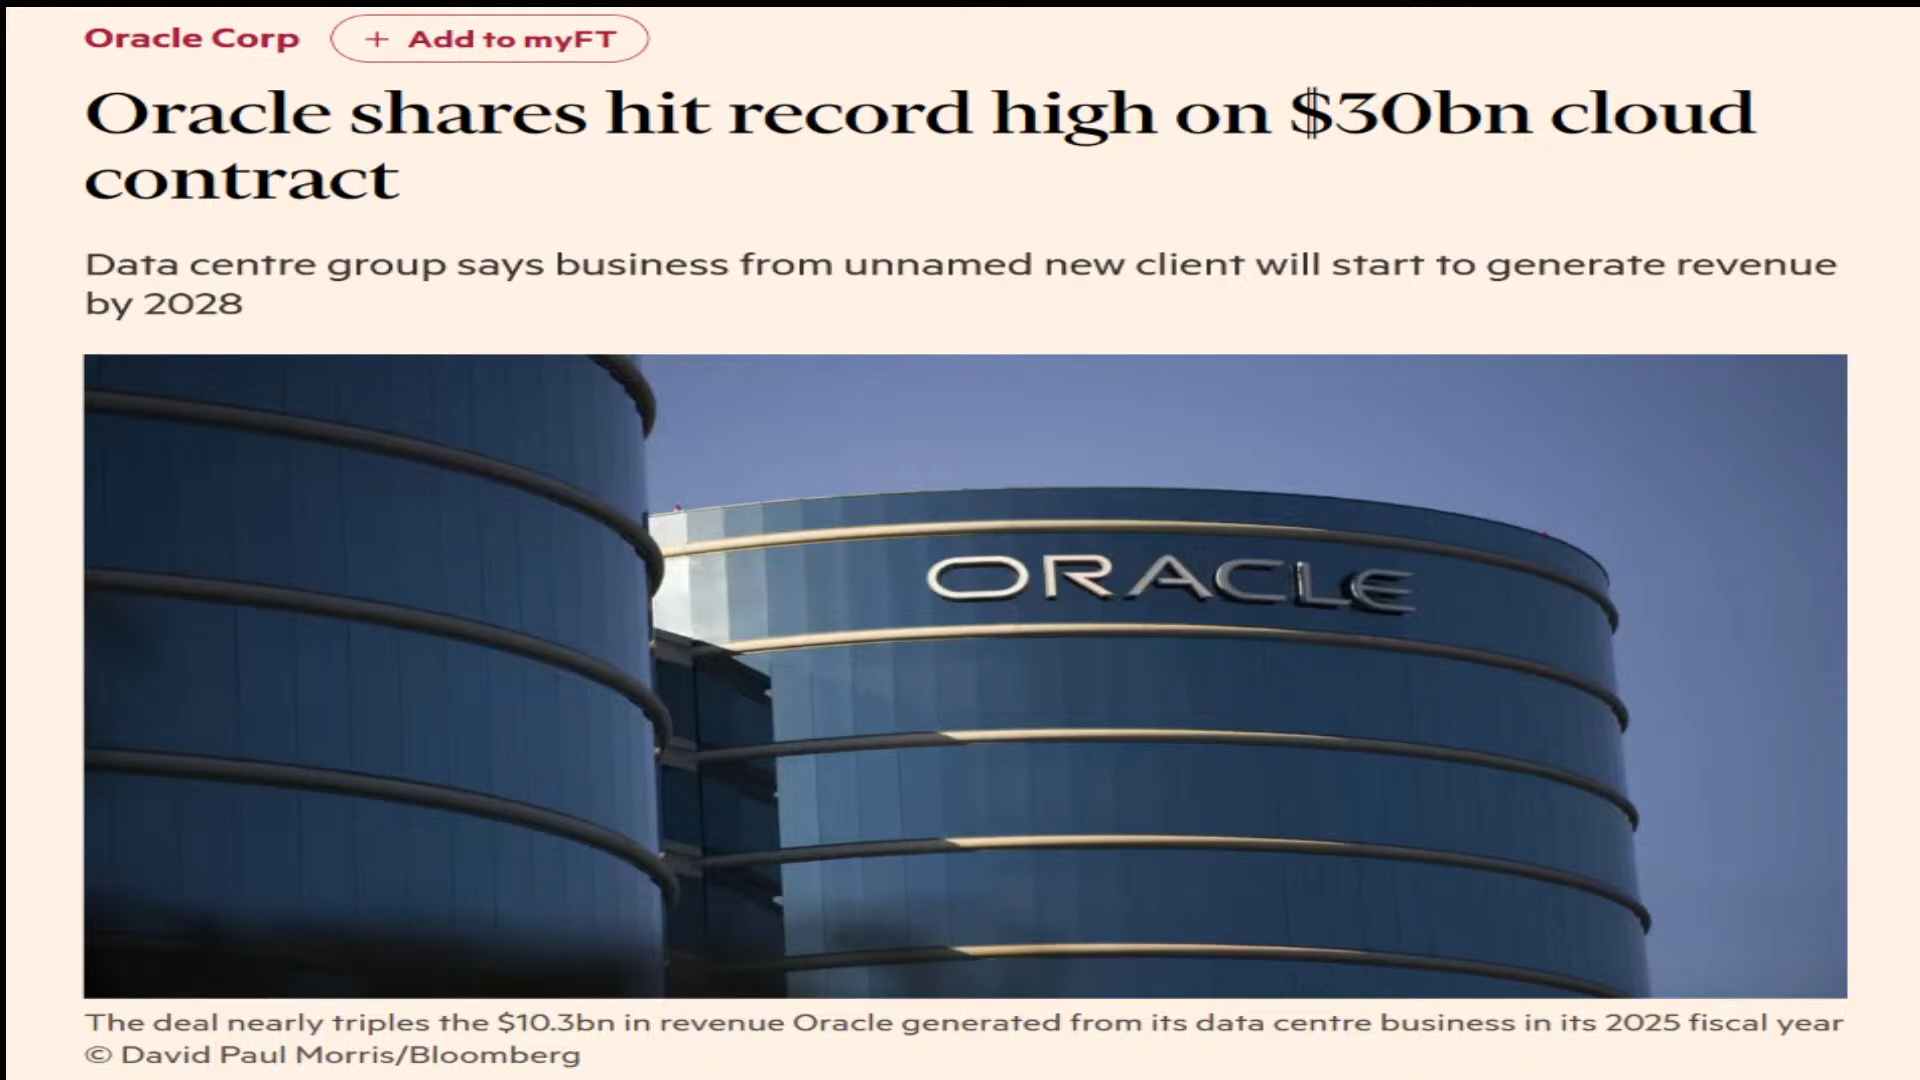 Oracle Corp
+ Add to myFT
Oracle shares hit record high on $30bn cloud
contract
Data centre group says business from unnamed new client will start to generate revenue
by 2028
ORACLE
The deal nearly triples the $10.3bn in revenue Oracle generated from its data centre business in its 2025 fiscal year
© David Paul Morris/Bloomberg